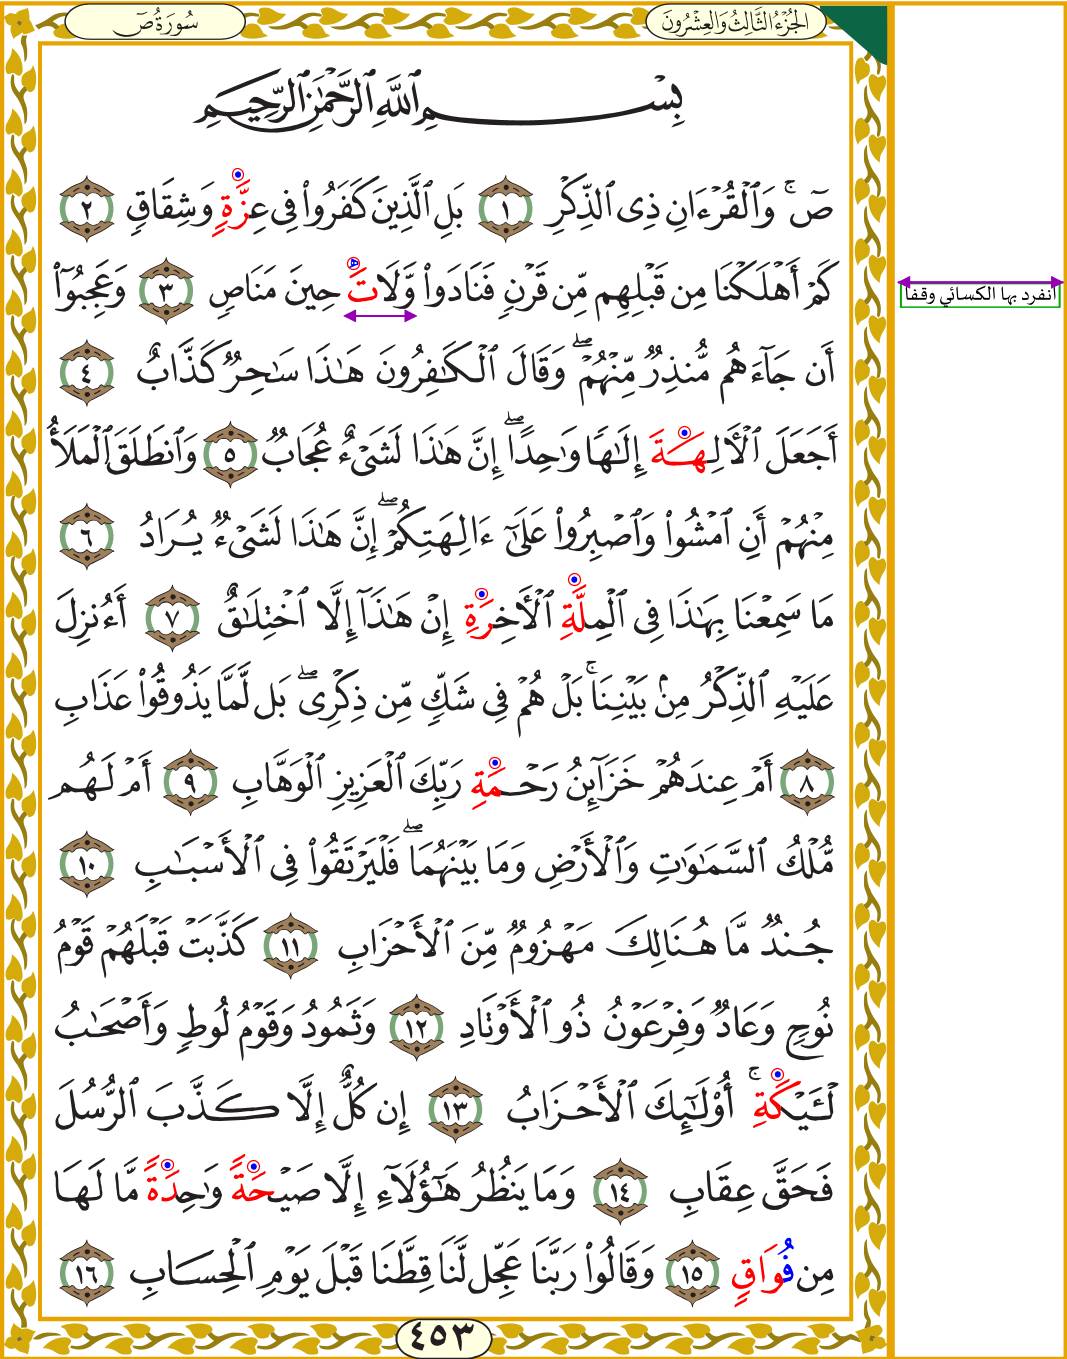 الجُزْءُ الثَّالِثُ وَالعِشْرُونَ
سُورَةُ صٓ
بِسۡمِ ٱللَّهِ ٱلرَّحۡمَٰنِ ٱلرَّحِيمِ
صٓۚ وَٱلۡقُرۡءَانِ ذِى ٱلذِّكۡرِ ١ بَلِ ٱلَّذِينَ كَفَرُوا۟ فِى عِزَّةٍ وَشِقَاقٍ ٢
كَمۡ أَهۡلَكۡنَا مِن قَبۡلِهِم مِّن قَرۡنٍ فَنَادَوا۟ وَّلَاتَ حِينَ مَنَاصٍ ٣ وَعَجِبُوٓا۟
أَن جَآءَهُم مُّنذِرٌ مِّنۡهُمۡۖ وَقَالَ ٱلۡكَٰفِرُونَ هَٰذَا سَٰحِرٌ كَذَّابٌ ٤
أَجَعَلَ ٱلۡأَلِهَةَ إِلَٰهًا وَٰحِدًاۖ إِنَّ هَٰذَا لَشَىۡءٌ عُجَابٌ ٥ وَٱنطَلَقَ ٱلۡمَلَأُ
مِنۡهُمۡ أَنِ ٱمۡشُوا۟ وَٱصۡبِرُوا۟ عَلَىٰٓ ءَالِهَتِكُمۡۖ إِنَّ هَٰذَا لَشَىۡءٌ يُرَادُ ٦
مَا سَمِعۡنَا بِهَٰذَا فِى ٱلۡمِلَّةِ ٱلۡأَخِرَةِ إِنۡ هَٰذَآ إِلَّا ٱخۡتِلَٰقٌ ٧ أَءُنزِلَ
عَلَيۡهِ ٱلذِّكۡرُ مِنۢ بَيۡنِنَاۚ بَلۡ هُمۡ فِى شَكٍّ مِّن ذِكۡرِىۖ بَل لَّمَّا يَذُوقُوا۟ عَذَابِ
٨ أَمۡ عِندَهُمۡ خَزَآئِنُ رَحۡمَةِ رَبِّكَ ٱلۡعَزِيزِ ٱلۡوَهَّابِ ٩ أَمۡ لَهُم
مُّلۡكُ ٱلسَّمَٰوَٰتِ وَٱلۡأَرۡضِ وَمَا بَيۡنَهُمَاۖ فَلۡيَرۡتَقُوا۟ فِى ٱلۡأَسۡبَٰبِ ١٠
جُندٌ مَّا هُنَالِكَ مَهۡزُومٌ مِّنَ ٱلۡأَحۡزَابِ ١١ كَذَّبَتۡ قَبۡلَهُمۡ قَوۡمُ
نُوحٍ وَعَادٌ وَفِرۡعَوۡنُ ذُو ٱلۡأَوۡتَادِ ١٢ وَثَمُودُ وَقَوۡمُ لُوطٍ وَأَصۡحَٰبُ
لۡـَٔيۡكَةِۚ أُو۟لَٰٓئِكَ ٱلۡأَحۡزَابُ ١٣ إِن كُلٌّ إِلَّا كَذَّبَ ٱلرُّسُلَ
فَحَقَّ عِقَابِ ١٤ وَمَا يَنظُرُ هَٰٓؤُلَآءِ إِلَّا صَيۡحَةً وَٰحِدَةً مَّا لَهَا
مِن فُوَاقٍ ١٥ وَقَالُوا۟ رَبَّنَا عَجِّل لَّنَا قِطَّنَا قَبۡلَ يَوۡمِ ٱلۡحِسَابِ ١٦
٤٥٣
انفرد بها الكسائي وقفا